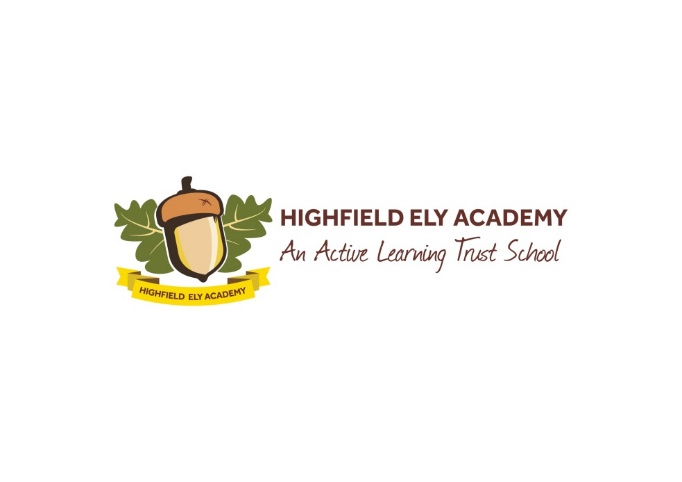 HIGHFIELD ELY ACADEMY
An Active Learning Trust School
HIGHFIELD ELY ACADEMY